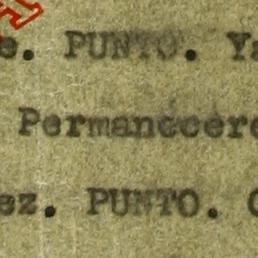 e. PUNTO. Ya
Permanecere
ez. PUNTO.